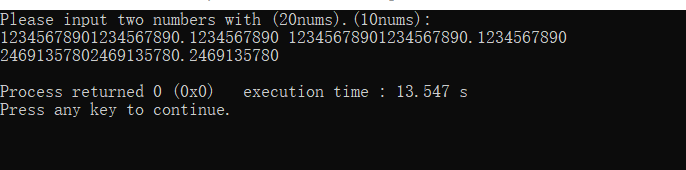 Please input two numbers with (20nums).(10nums):
12345678901234567890.1234567890 12345678901234567890.1234567890
24691357802469135780.2469135780
Process returned 0 (0x0)   execution time : 13.547 s
Press any key to continue.